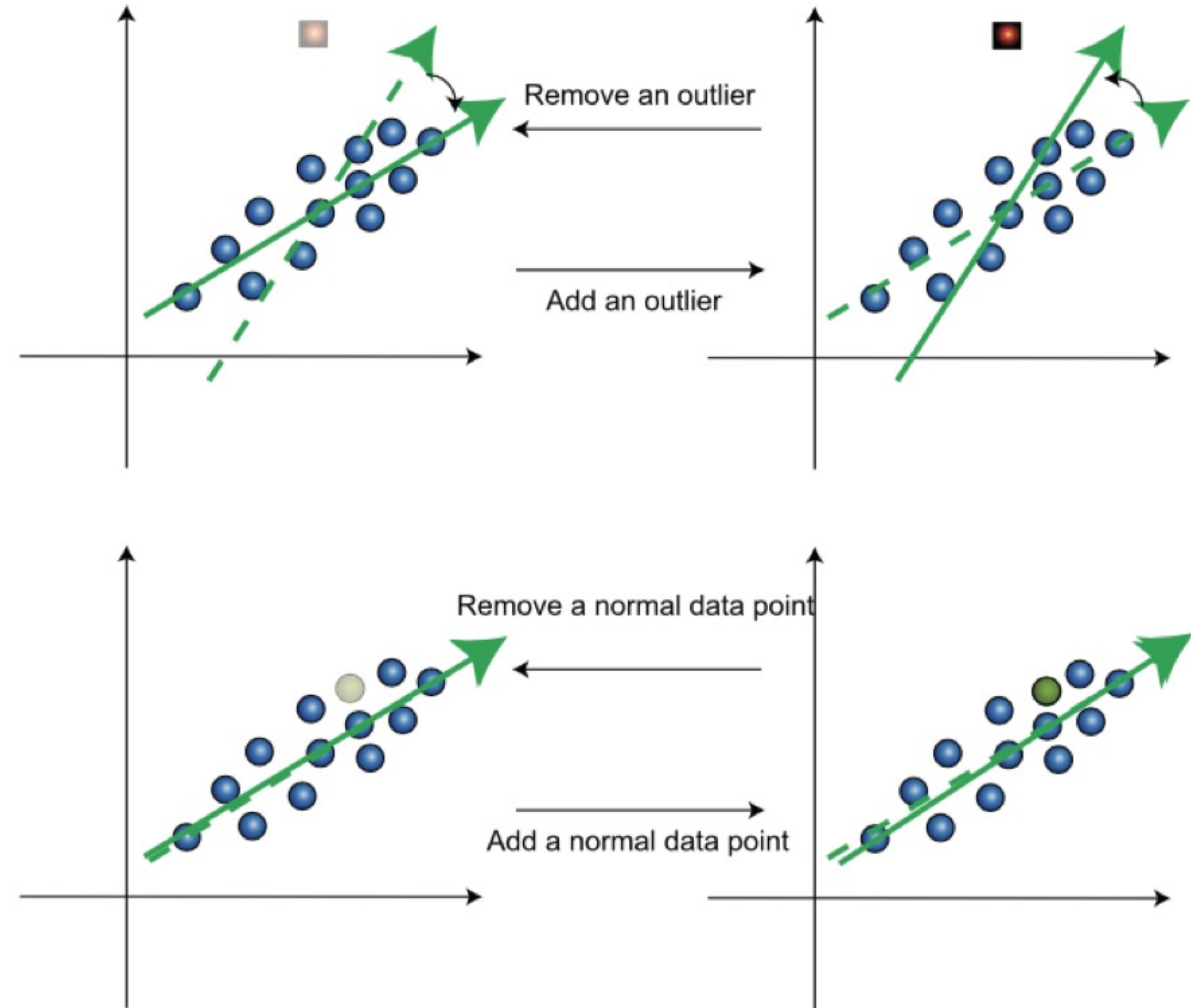 Remove an outlier
Add an outlier
Remove a normal data point
Add a normal data point